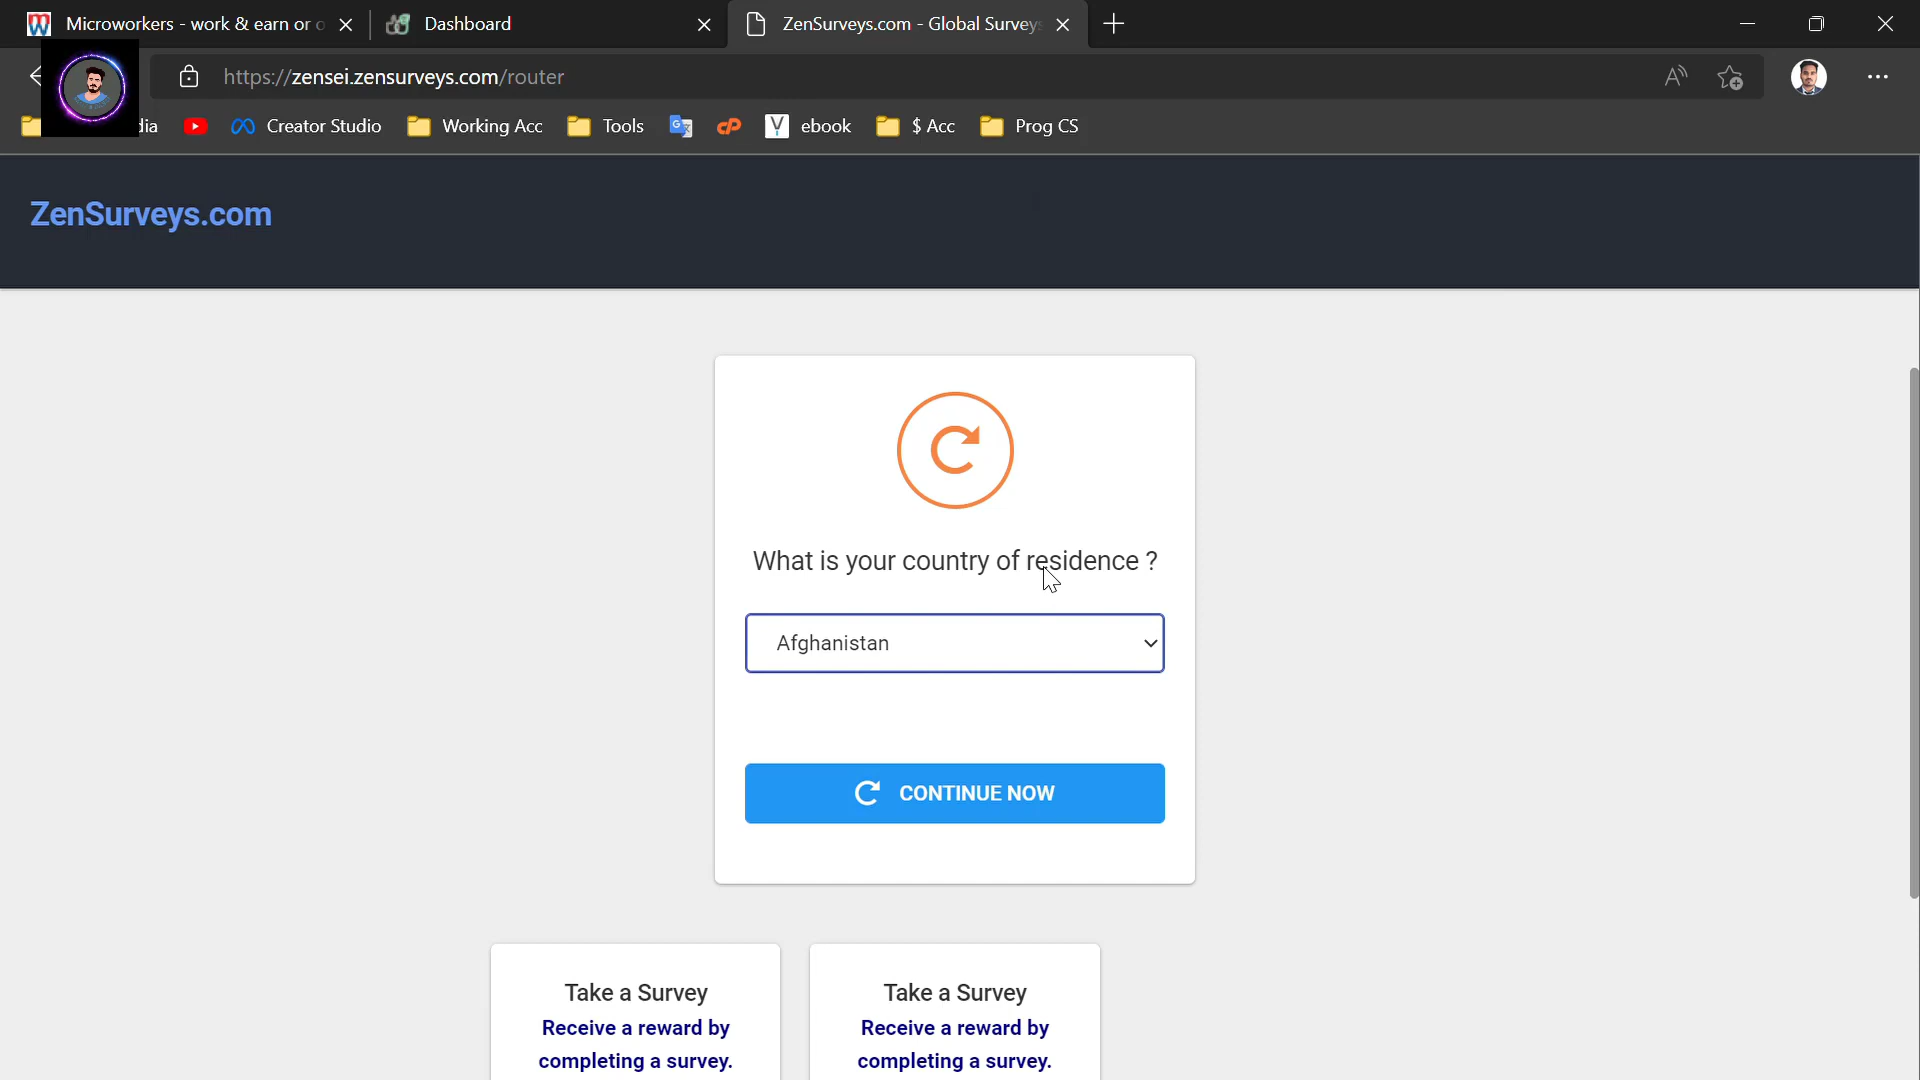 Microworkers - work & earn or o
Dashboard
ZenSurveys.com - Global Survey
https://zensei.zensurveys.com/router
dia
Creator Studio
Working Acc
Tools
ebook
$ Acc
Prog CS
ZenSurveys.com
What is your country of residence ?
Afghanistan
CONTINUE NOW
Take a Survey
Receive a reward by
completing a survey.
Take a Survey
Receive a reward by
completing a survey.